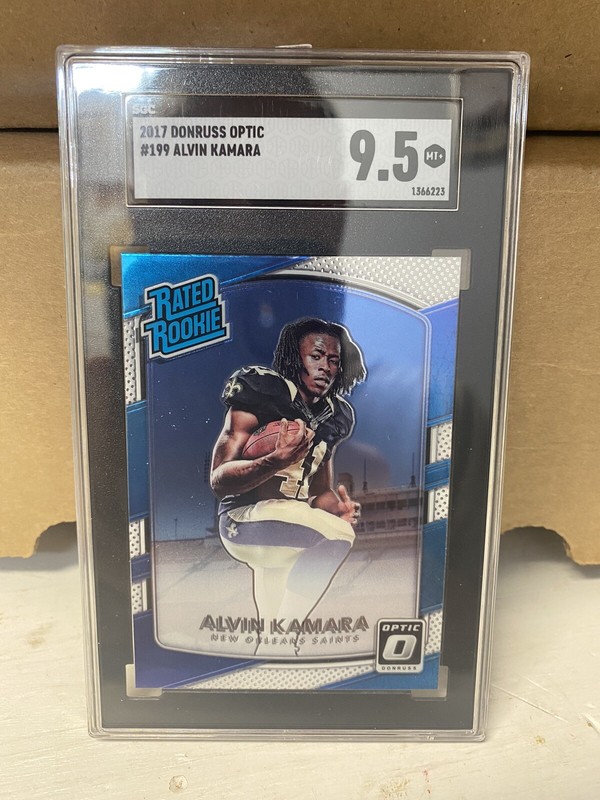 SGC
2017 DONRUSS OPTIC
#199 ALVIN KAMARA
9.5
MT+
1366223
RATED
ROOKIE
41
ALVIN KAMARA
NEW ORLEANS SAINTS
OPTIC
O
DONRUSS